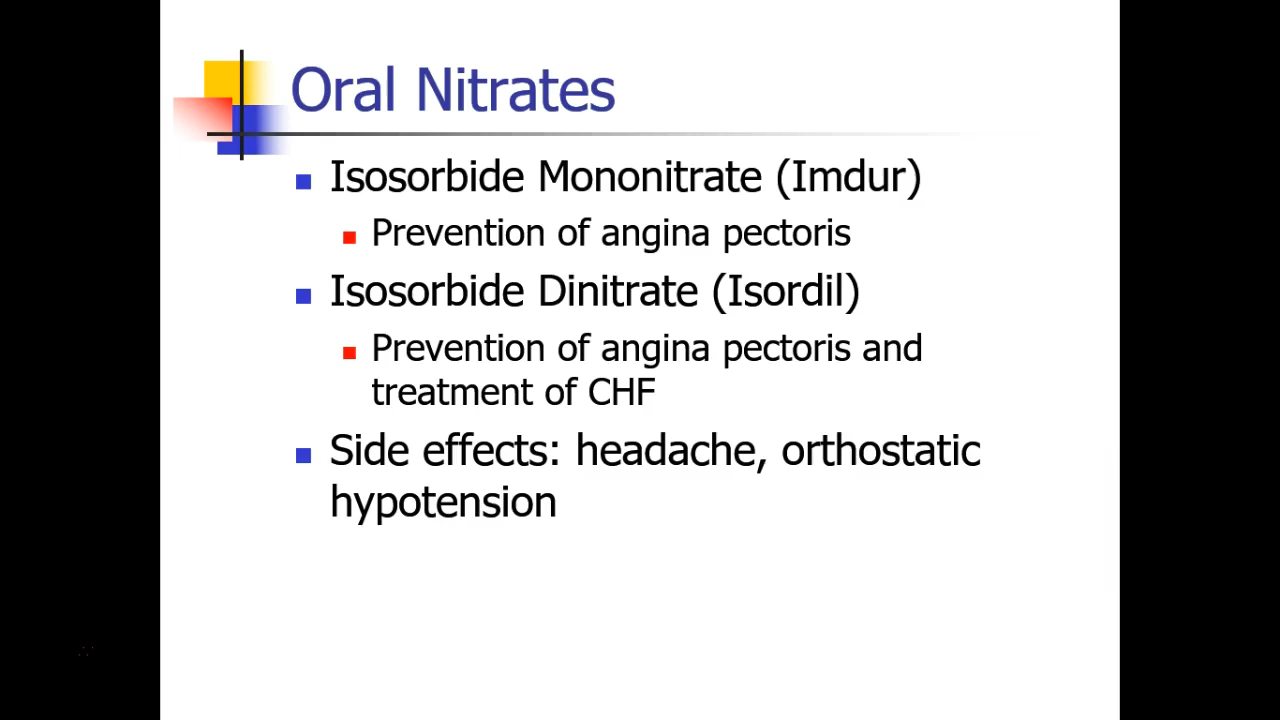 Oral Nitrates
Isosorbide Mononitrate (Imdur)
Prevention of angina pectoris
Isosorbide Dinitrate (Isordil)
Prevention of angina pectoris and
treatment of CHF
Side effects: headache, orthostatic
hypotension